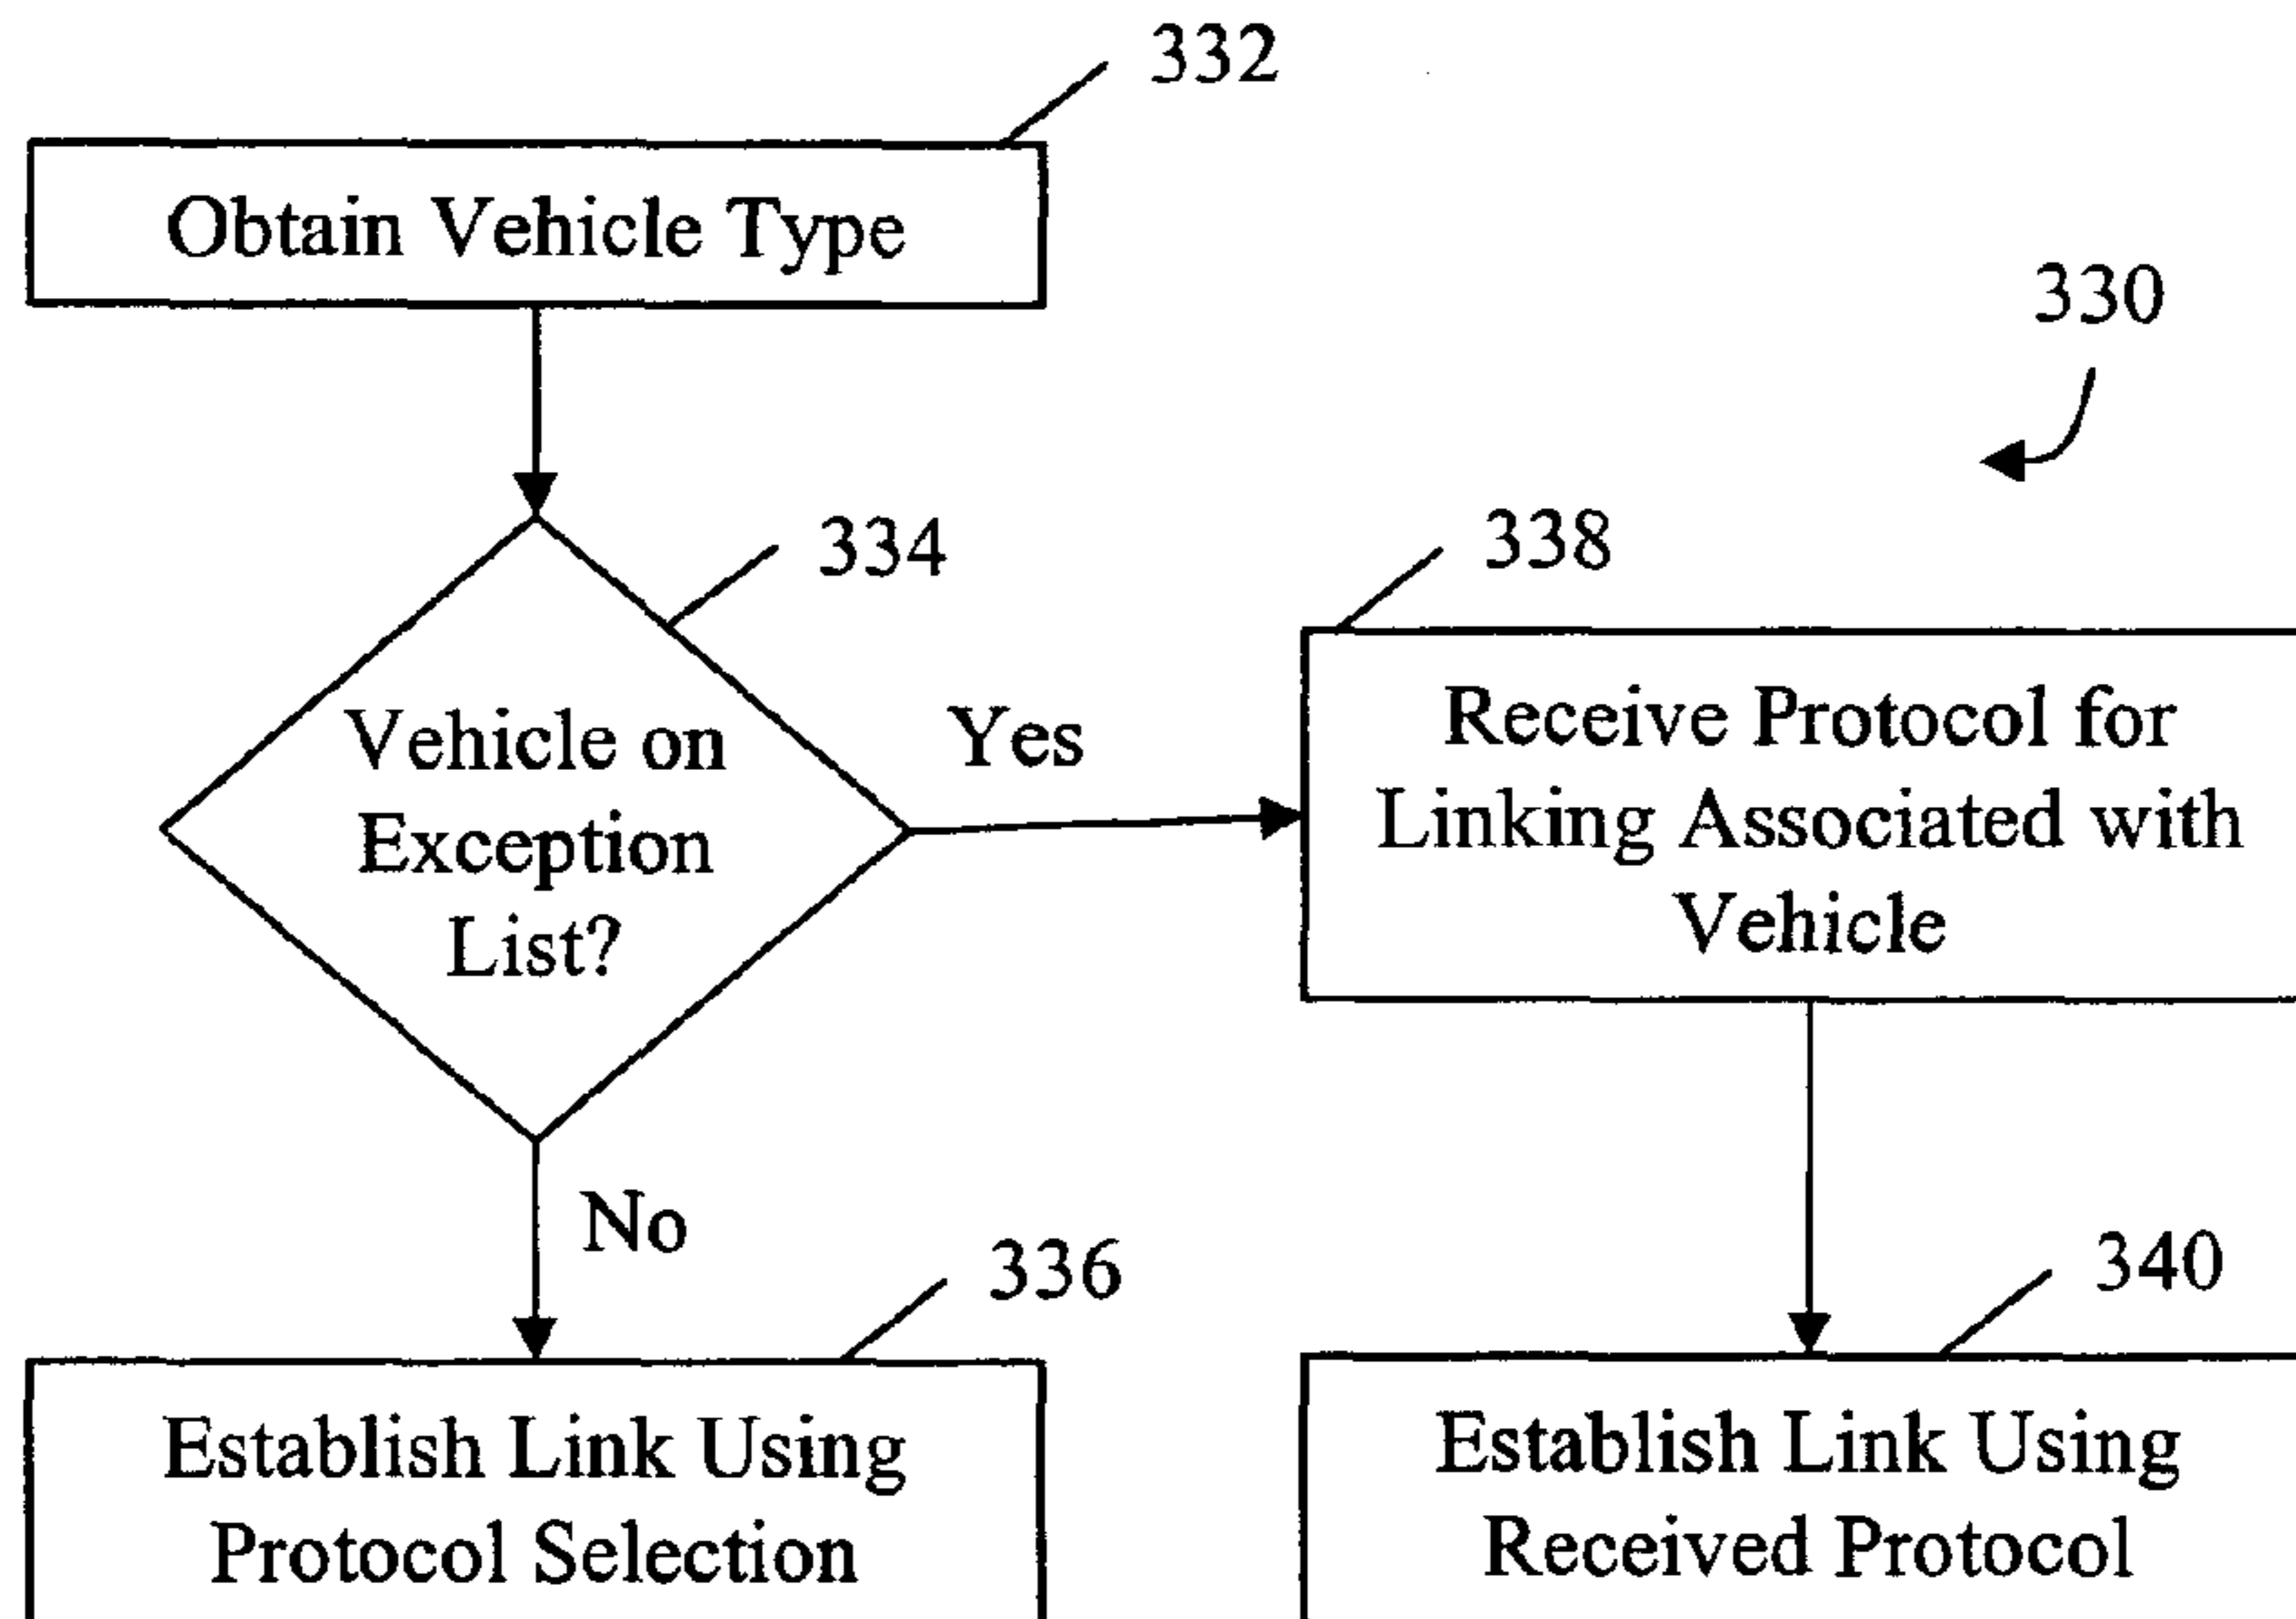 332
Obtain Vehicle Type
330
334
338
Vehicle on
Exception
List?
Yes
Receive Protocol for
Linking Associated with
Vehicle
No
336
340
Establish Link Using
Protocol Selection
Establish Link Using
Received Protocol